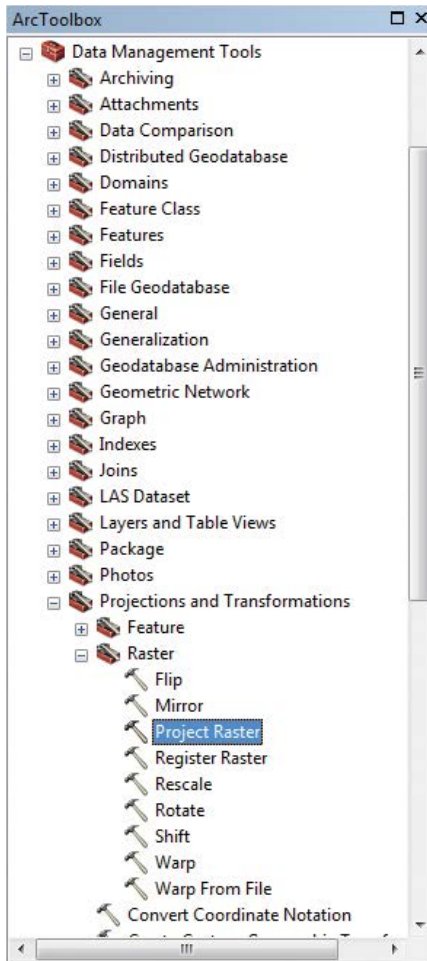 ArcToolbox
Data Management Tools
Archiving
Attachments
Data Comparison
Distributed Geodatabase
Domains
Feature Class
Features
Fields
File Geodatabase
General
Generalization
Geodatabase Administration
Geometric Network
Graph
Indexes
Joins
LAS Dataset
Layers and Table Views
Package
Photos
Projections and Transformations
Feature
Raster
Flip
Mirror
Project Raster
Register Raster
Rescale
Rotate
Shift
Warp
Warp From File
Convert Coordinate Notation